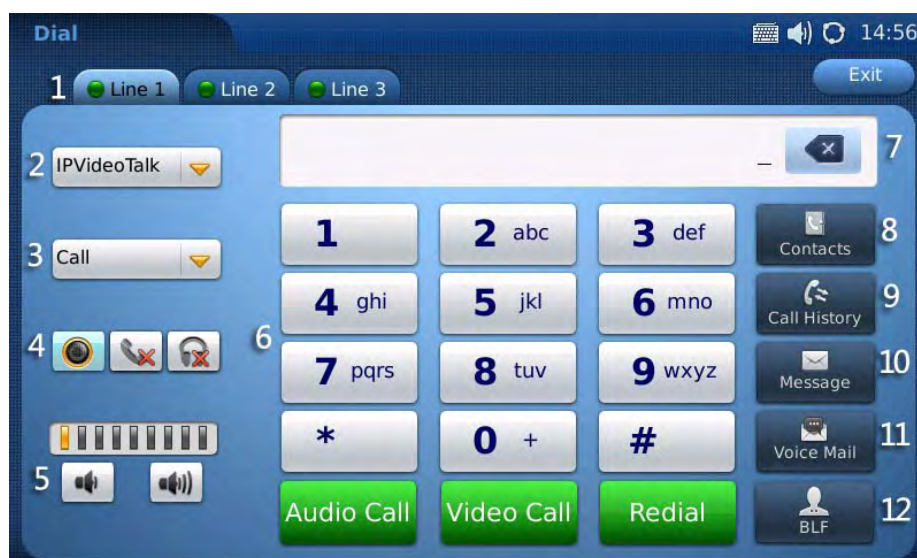 Dial
14:56
1 Line 1 Line 2 Line 3 Exit
2 IPVideoTalk
7
3 Call
1 2 abc 3 def Contacts 8
4 ghi 5 jkl 6 mno Call History 9
4
6
7 pqrs 8 tuv 9 wxyz Message 10
* 0 + # Voice Mail 11
5
Audio Call Video Call Redial BLF 12